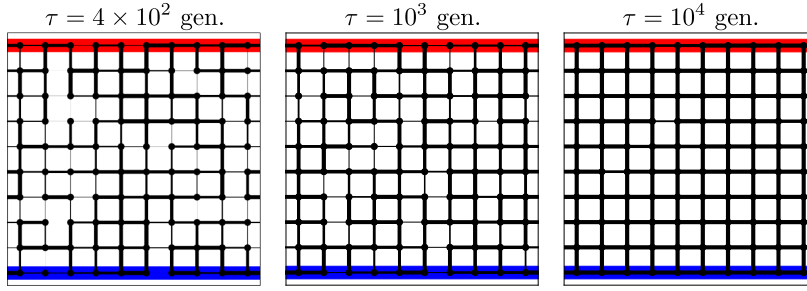 τ = 4 × 10² gen.
τ = 10³ gen.
τ = 10⁴ gen.